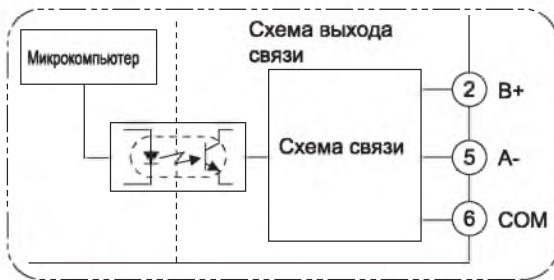 Схема выхода
связи
Микрокомпьютер
2 B+
Схема связи
5 A-
6 COM